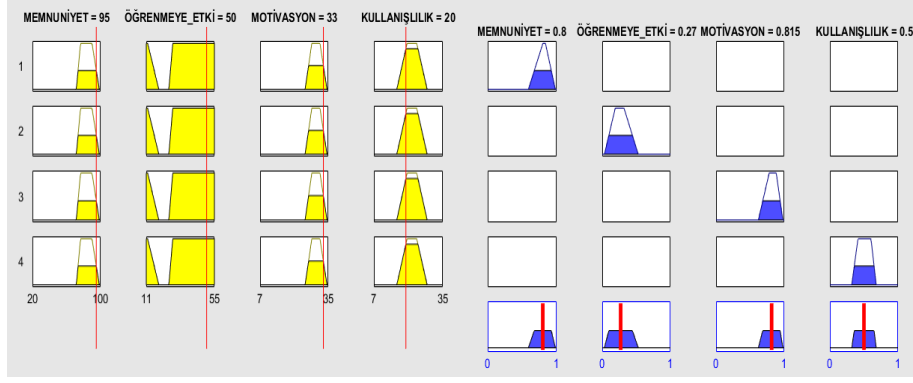 MEMNUNİYET = 95 ÖĞRENMEYE_ETKİ = 50 MOTİVASYON = 33 KULLANIŞLILIK = 20
MEMNUNİYET = 0.8 ÖĞRENMEYE_ETKİ = 0.27 MOTİVASYON = 0.815 KULLANIŞLILIK = 0.5
1
2
3
4
20 100 11 55 7 35 7 35
0 1 0 1 0 1 0 1